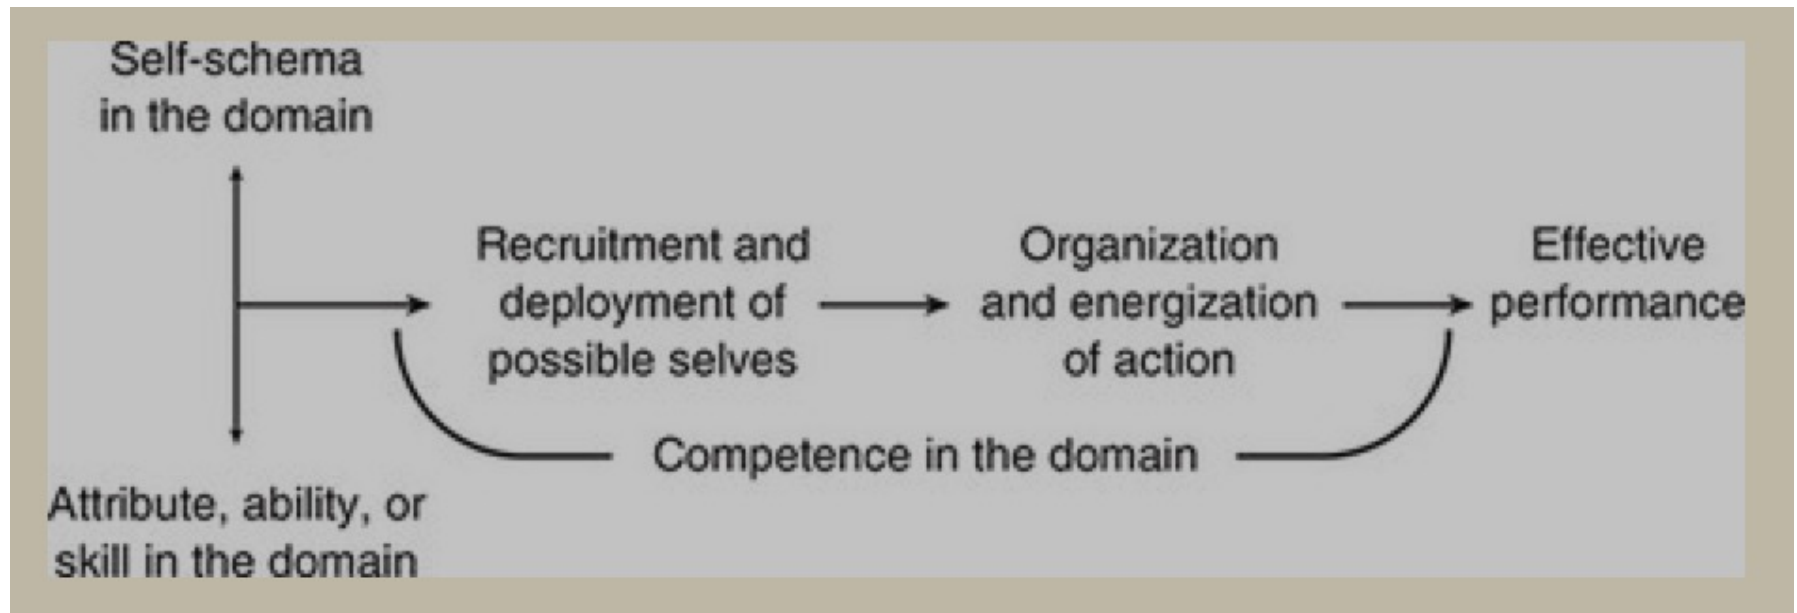 Self-schema
in the domain
Recruitment and
deployment of
possible selves
Organization
and energization
of action
Effective
performance
Competence in the domain
Attribute, ability, or
skill in the domain